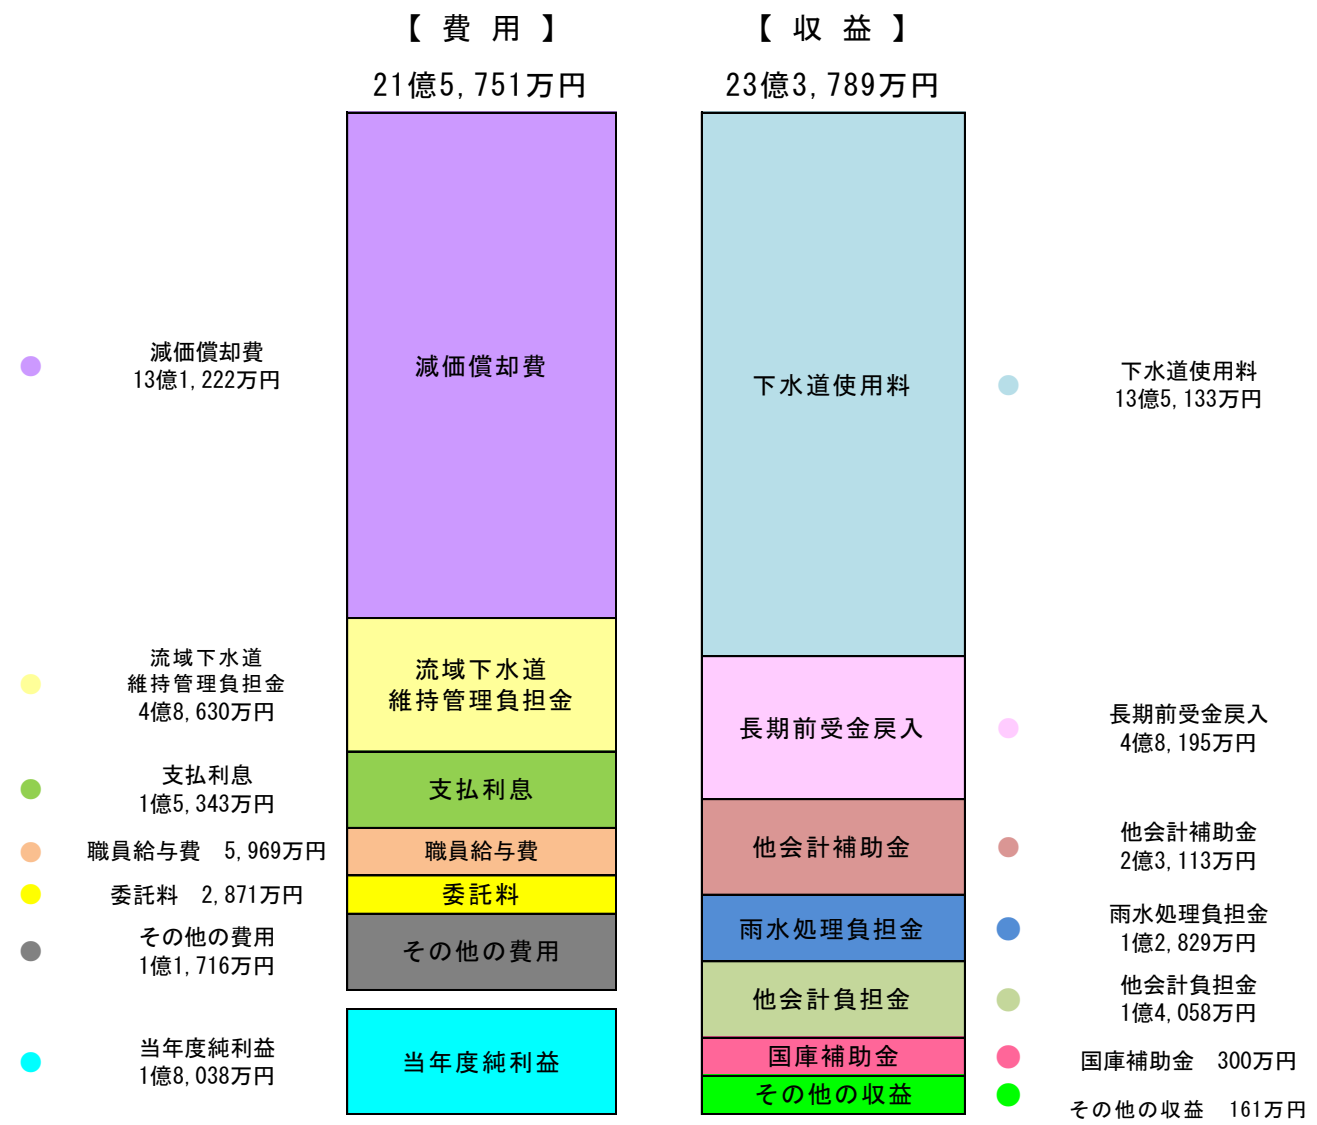 【 費 用 】
21億5,751万円
減価償却費
13億1,222万円
減価償却費
流域下水道
維持管理負担金
4億8,630万円
流域下水道
維持管理負担金
支払利息
1億5,343万円
支払利息
職員給与費 5,969万円
職員給与費
委託料 2,871万円
委託料
その他の費用
1億1,716万円
その他の費用
当年度純利益
1億8,038万円
当年度純利益
【 収 益 】
23億3,789万円
下水道使用料
下水道使用料
13億5,133万円
長期前受金戻入
長期前受金戻入
4億8,195万円
他会計補助金
他会計補助金
2億3,113万円
雨水処理負担金
雨水処理負担金
1億2,829万円
他会計負担金
他会計負担金
1億4,058万円
国庫補助金
国庫補助金 300万円
その他の収益
その他の収益 161万円